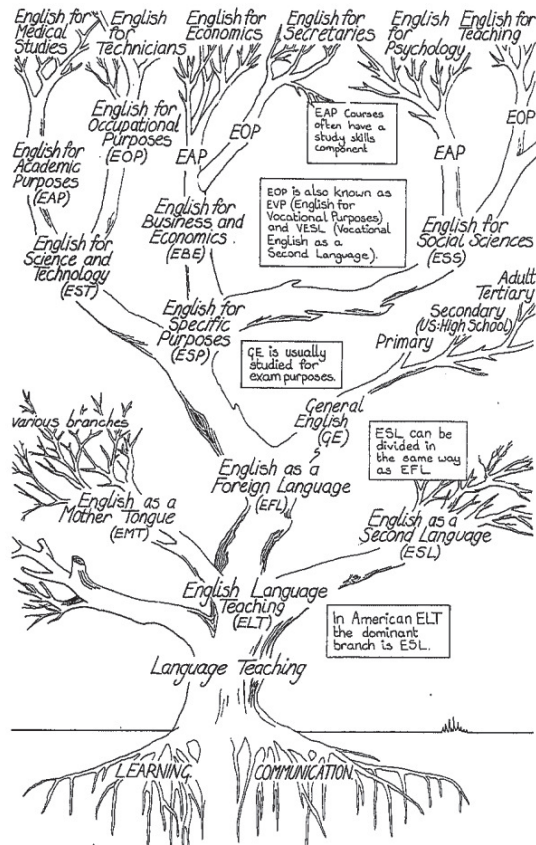 English for
Medical
Studies
English
for
Technicians
English for
Economics
English for
Secretaries
English for
Psychology
English for
Teaching
English for
Occupational
Purposes
(EOP)
English for
Academic
Purposes
(EAP)
EAP
EOP
EAP Courses
often have a
study skills
component
EAP
EOP
English for
Science and
Technology
(EST)
English for
Business and
Economics
(EBE)
EOP is also known as
EVP (English for
Vocational Purposes)
and VESL (Vocational
English as a
Second Language).
English for
Social Sciences
(ESS)
English for
Specific
Purposes
(ESP)
GE is usually
studied for
exam purposes.
Adult
Tertiary
Secondary
(US:High School)
Primary
General
English
(GE)
various branches
English as a
Mother Tongue
(EMT)
English as a
Foreign Language
(EFL)
ESL can be
divided in
the same way
as EFL
English as a
Second Language
(ESL)
English Language
Teaching
(ELT)
In American ELT
the dominant
branch is ESL.
Language Teaching
LEARNING
COMMUNICATION